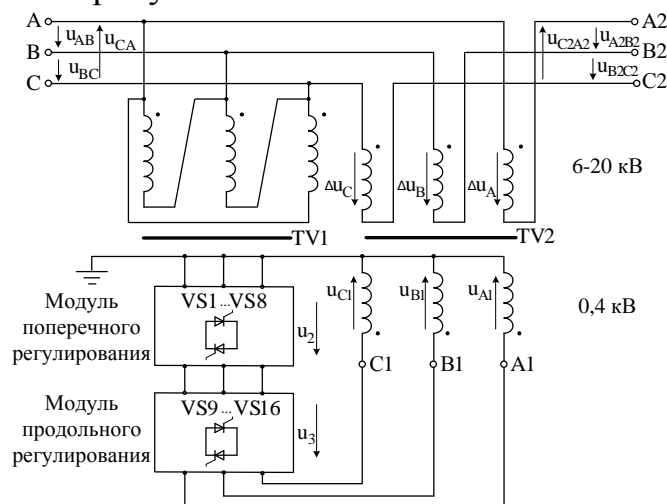 A
B
C
u_AB
u_CA
u_BC
A2
B2
C2
u_C2A2
u_A2B2
u_B2C2
Δu_C
Δu_B
Δu_A
6-20 кВ
TV1
TV2
Модуль
поперечного
регулирования
VS1...VS8
u_2
u_C1
u_B1
u_A1
0,4 кВ
C1
B1
A1
Модуль
продольного
регулирования
VS9...VS16
u_3